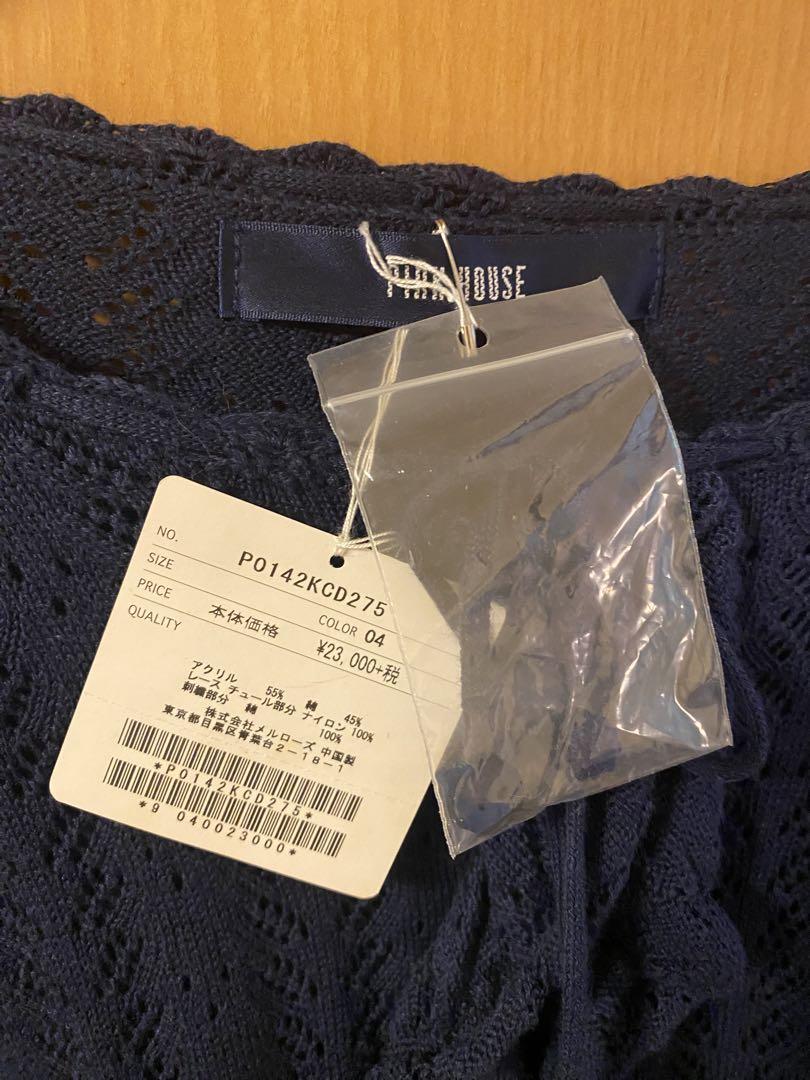 PINK HOUSE
NO. P0142KCD275
SIZE COLOR 04
PRICE 本体価格 ¥23,000+税
QUALITY
アクリル 55% 綿 45%
レース チュール部分 ナイロン 100%
刺繍部分 綿 100%
株式会社メルローズ 中国製
東京都目黒区青葉台2-18-1
*P0142KCD275*
*9 040023000*